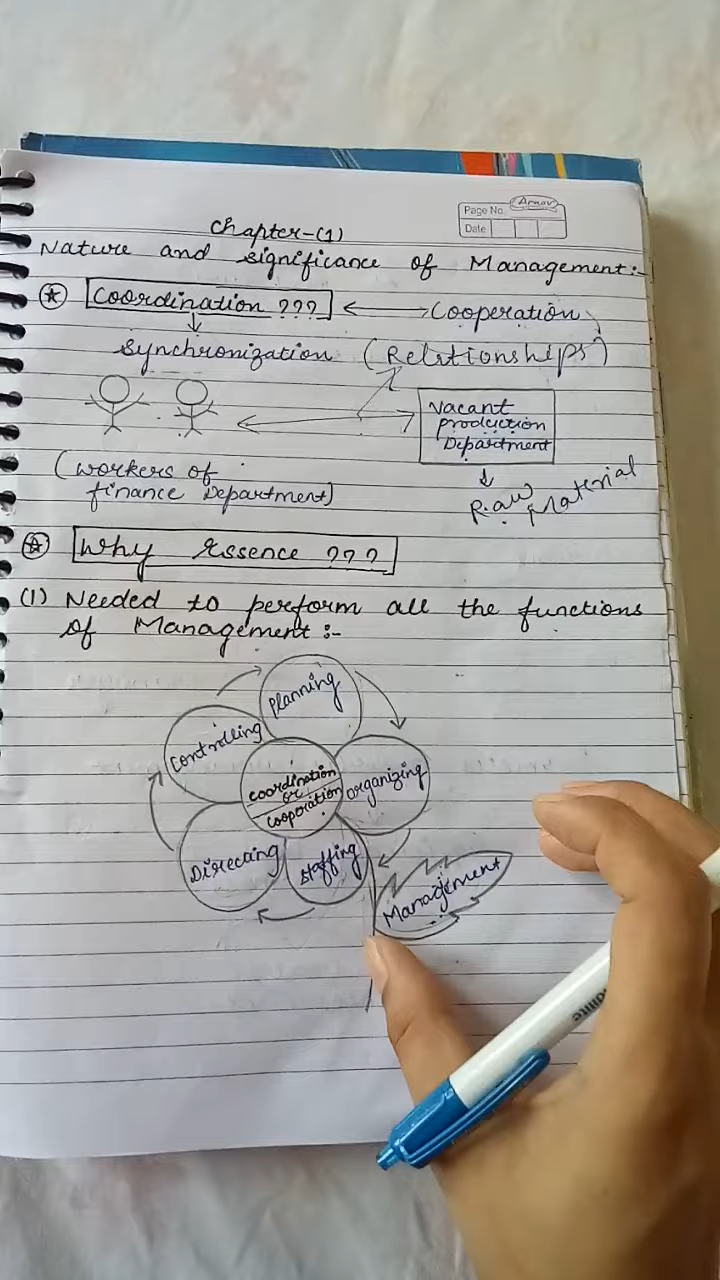 Page No.
Arnav
Date
Chapter-(1)
Nature and significance of Management:-
Coordination ???
Cooperation
Synchronization (Relationships)
Vacant
production
Department
(workers of
finance Department)
Raw Material
Why Essence ???
(1) Needed to perform all the functions
of Management :-
Planning
Controlling
coordination
or
cooperation
organizing
Directing
staffing
Management